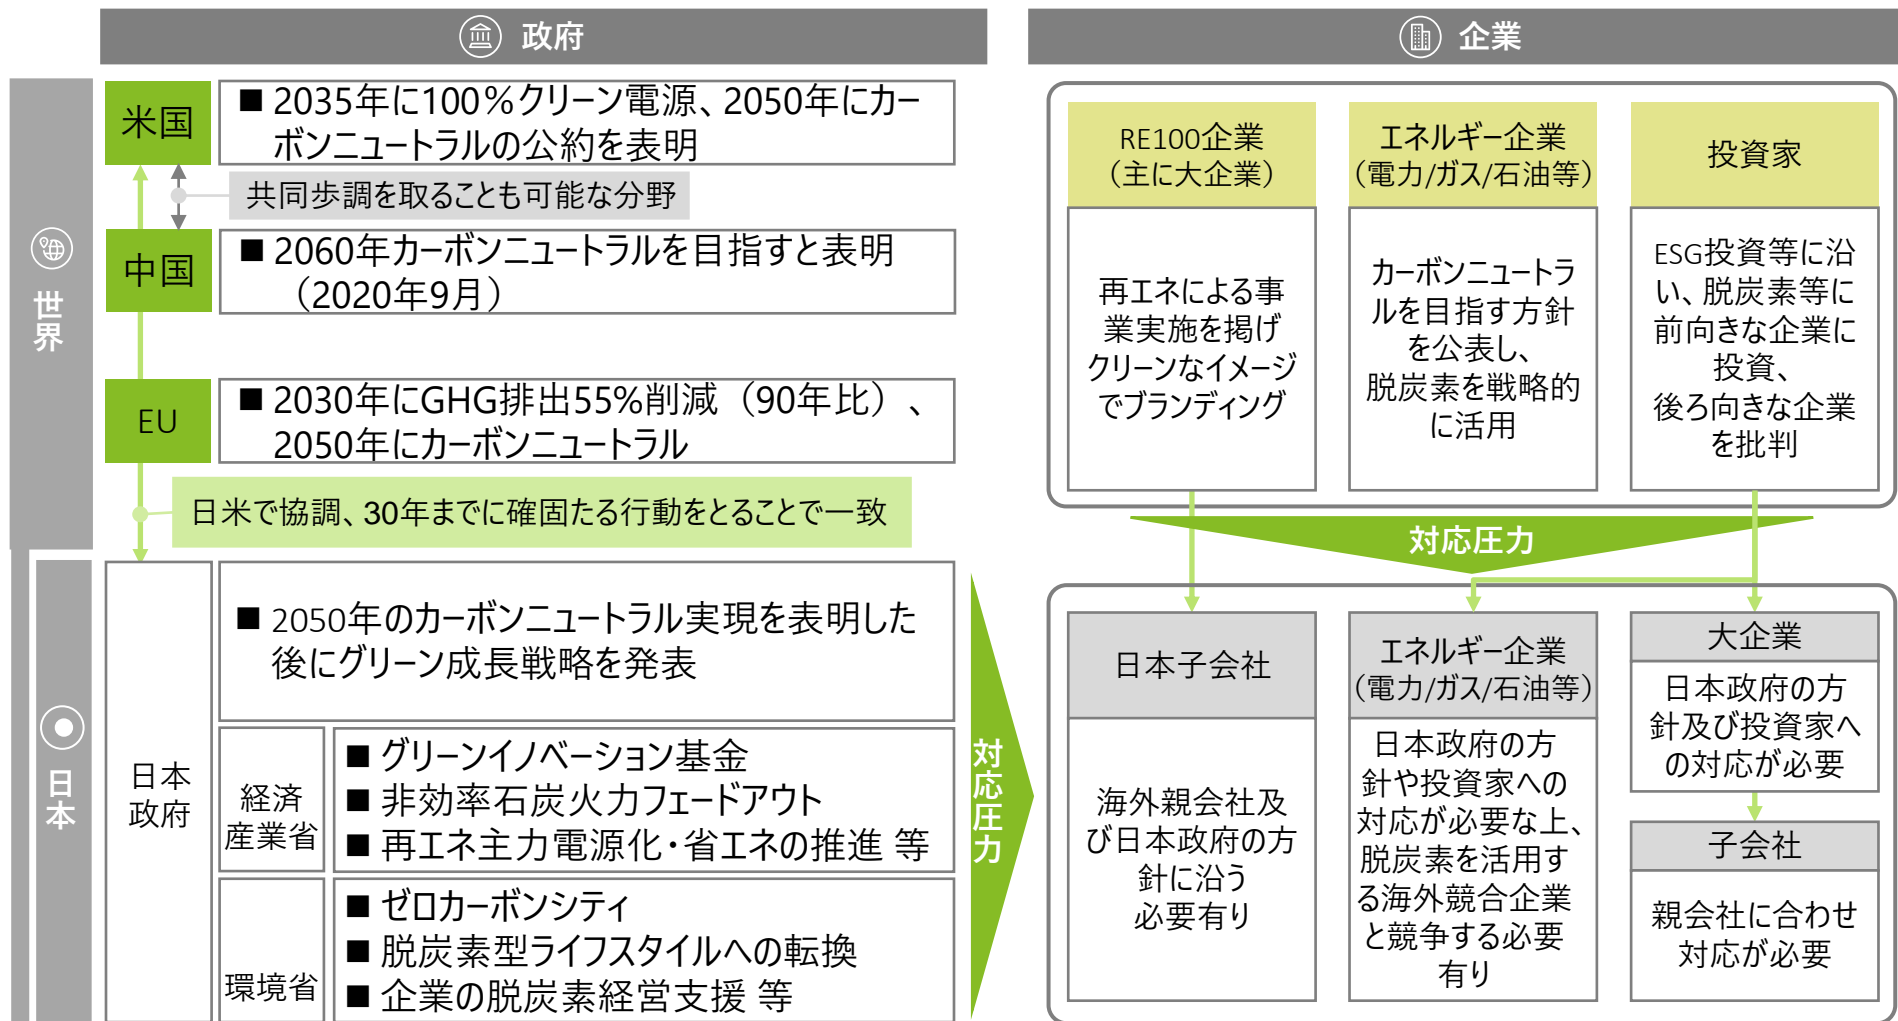 政府
企業
世界
米国
■ 2035年に100%クリーン電源、2050年にカー
ボンニュートラルの公約を表明
共同歩調を取ることも可能な分野
中国
■ 2060年カーボンニュートラルを目指すと表明
（2020年9月）
EU
■ 2030年にGHG排出55%削減（90年比）、
2050年にカーボンニュートラル
日米で協調、30年までに確固たる行動をとることで一致
日本
日本
政府
■ 2050年のカーボンニュートラル実現を表明した
後にグリーン成長戦略を発表
経済
産業省
■ グリーンイノベーション基金
■ 非効率石炭火力フェードアウト
■ 再エネ主力電源化・省エネの推進 等
環境省
■ ゼロカーボンシティ
■ 脱炭素型ライフスタイルへの転換
■ 企業の脱炭素経営支援 等
対応圧力
RE100企業
（主に大企業）
再エネによる事
業実施を掲げ
クリーンなイメージ
でブランディング
エネルギー企業
（電力/ガス/石油等）
カーボンニュートラ
ルを目指す方針
を公表し、
脱炭素を戦略的
に活用
投資家
ESG投資等に沿
い、脱炭素等に
前向きな企業に
投資、
後ろ向きな企業
を批判
対応圧力
日本子会社
海外親会社及
び日本政府の方
針に沿う
必要有り
エネルギー企業
（電力/ガス/石油等）
日本政府の方
針や投資家への
対応が必要な上、
脱炭素を活用す
る海外競合企業
と競争する必要
有り
大企業
日本政府の方
針及び投資家へ
の対応が必要
子会社
親会社に合わせ
対応が必要